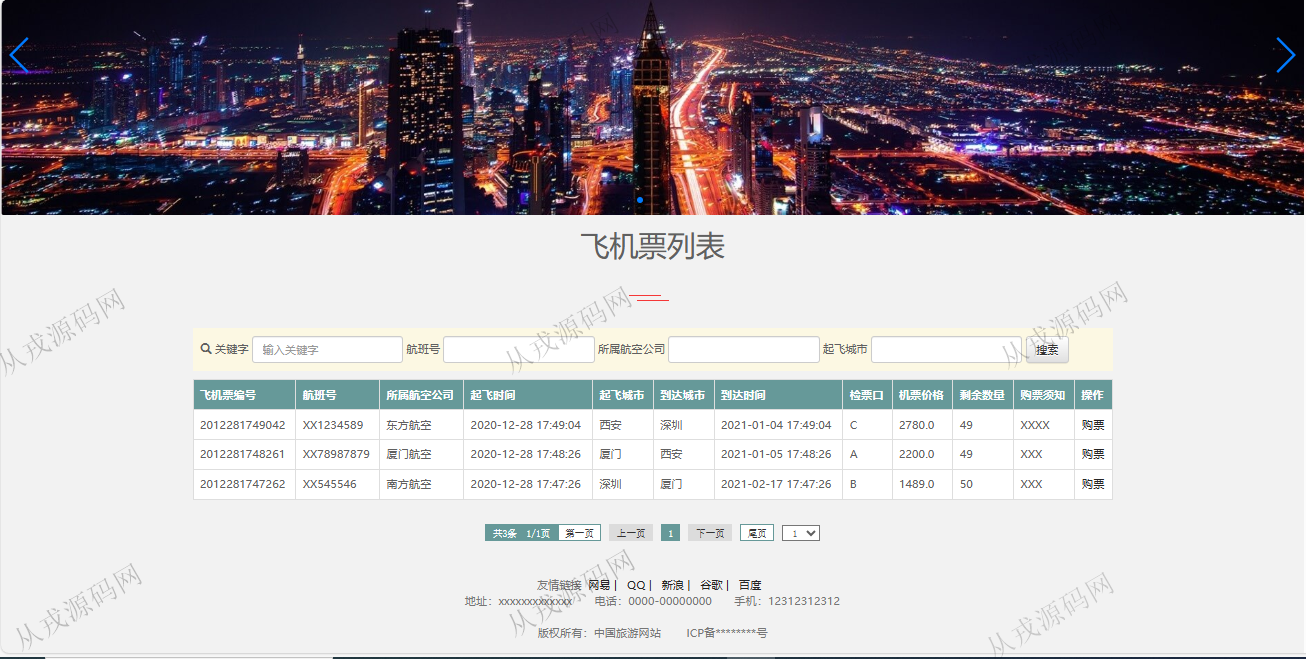 飞机票列表
关键字 输入关键字 航班号 所属航空公司 起飞城市 搜索
飞机票编号 航班号 所属航空公司 起飞时间 起飞城市 到达城市 到达时间 检票口 机票价格 剩余数量 购票须知 操作
2012281749042 XX1234589 东方航空 2020-12-28 17:49:04 西安 深圳 2021-01-04 17:49:04 C 2780.0 49 XXXX 购票
2012281748261 XX78987879 厦门航空 2020-12-28 17:48:26 厦门 西安 2021-01-05 17:48:26 A 2200.0 49 XXX 购票
2012281747262 XX545546 南方航空 2020-12-28 17:47:26 深圳 厦门 2021-02-17 17:47:26 B 1489.0 50 XXX 购票
共3条 1/1页 第一页 上一页 1 下一页 尾页 1
友情链接 网易 | QQ | 新浪 | 谷歌 | 百度
地址：xxxxxxxxxxxxx 电话：0000-00000000 手机：12312312312
版权所有：中国旅游网站 ICP备********号
从戎源码网
从戎源码网
从戎源码网
从戎源码网
从戎源码网
从戎源码网